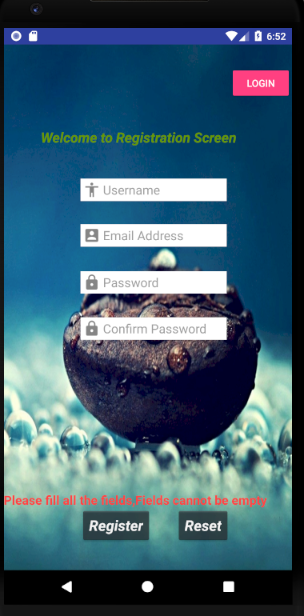 6:52
LOGIN
Welcome to Registration Screen
Username
Email Address
Password
Confirm Password
Please fill all the fields Fields cannot be empty
Register Reset